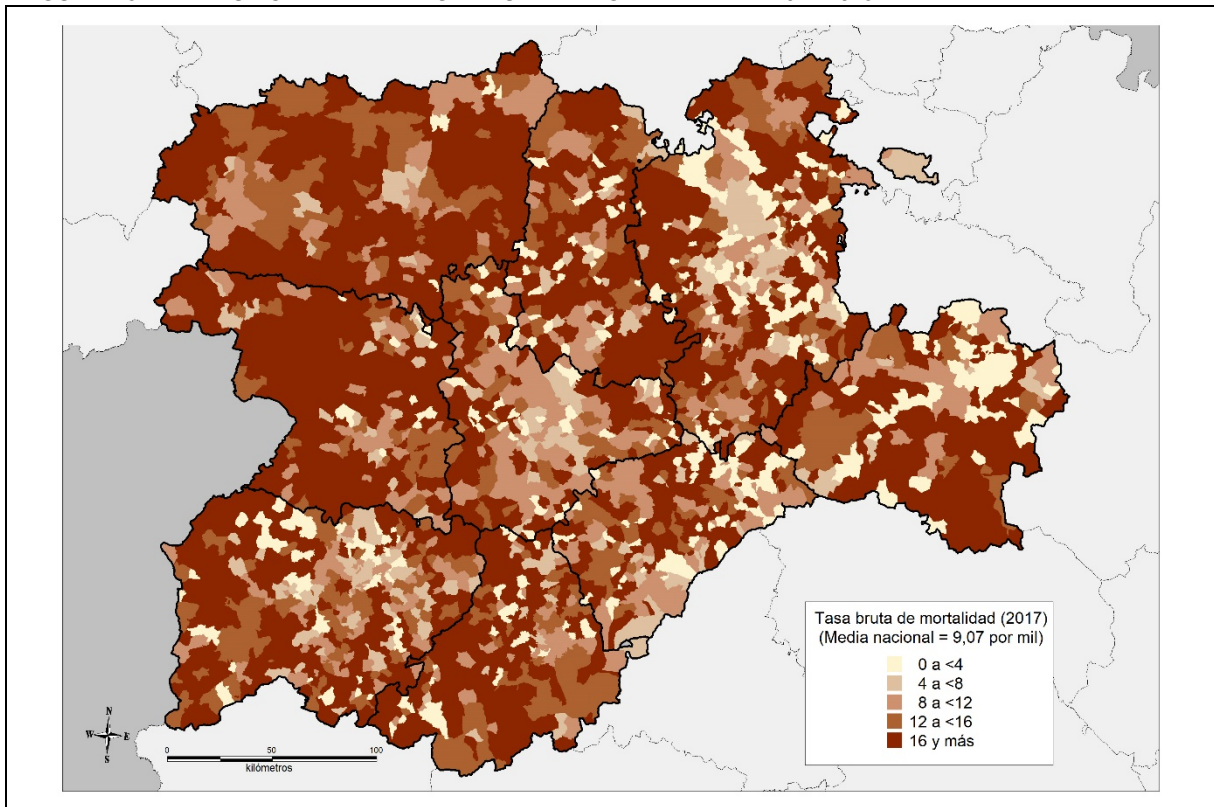 Tasa bruta de mortalidad (2017)
(Media nacional = 9,07 por mil)
0 a <4
4 a <8
8 a <12
12 a <16
16 y más
N
W E
S
0 50 100
kilómetros